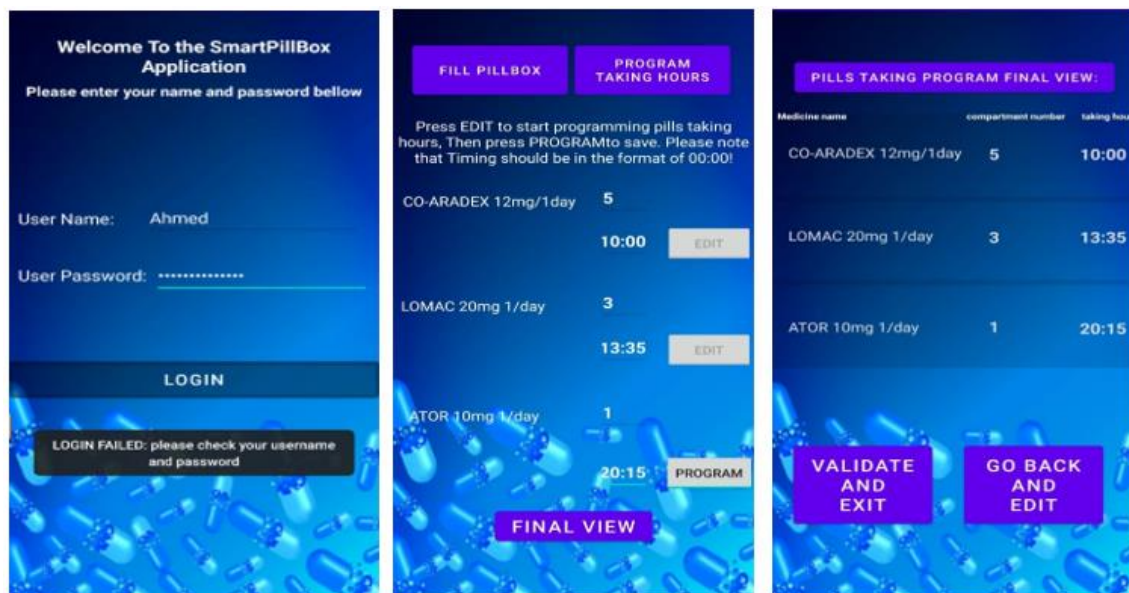 Welcome To the SmartPillBox
Application
Please enter your name and password bellow
User Name: Ahmed
User Password: ••••••••••••••
LOGIN
LOGIN FAILED: please check your username
and password
FILL PILLBOX
PROGRAM
TAKING HOURS
Press EDIT to start programming pills taking
hours, Then press PROGRAMto save. Please note
that Timing should be in the format of 00:00!
CO-ARADEX 12mg/1day 5
10:00 EDIT
LOMAC 20mg 1/day 3
13:35 EDIT
ATOR 10mg 1/day 1
20:15 PROGRAM
FINAL VIEW
PILLS TAKING PROGRAM FINAL VIEW:
Medicine name compartment number taking hou
CO-ARADEX 12mg/1day 5 10:00
LOMAC 20mg 1/day 3 13:35
ATOR 10mg 1/day 1 20:15
VALIDATE
AND
EXIT
GO BACK
AND
EDIT